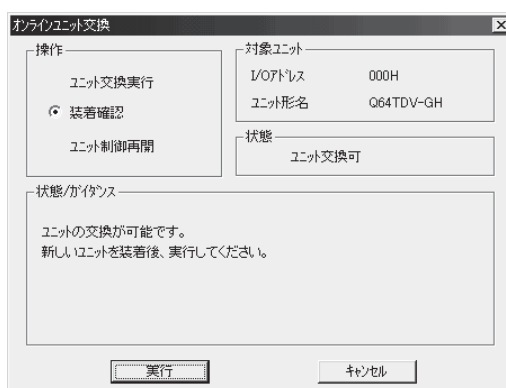 オンラインユニット交換
操作
ユニット交換実行
装着確認
ユニット制御再開
対象ユニット
I/Oアドレス 000H
ユニット形名 Q64TDV-GH
状態
ユニット交換可
状態/ガイダンス
ユニットの交換が可能です。
新しいユニットを装着後、実行してください。
実行
キャンセル